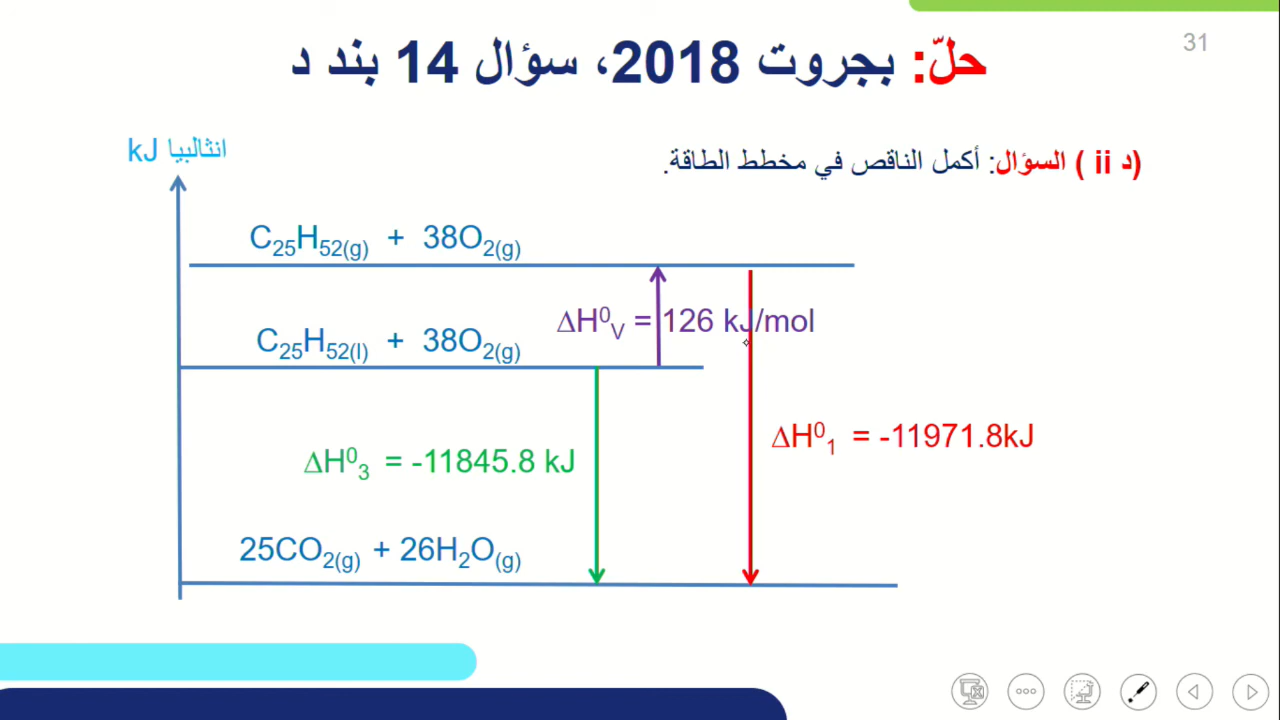 31
حلّ: بجروت 2018، سؤال 14 بند د
(د ii ) السؤال: أكمل الناقص في مخطط الطاقة.
انثالبيا kJ
C₂₅H₅₂₍g₎ + 38O₂₍g₎
ΔH⁰V = 126 kJ/mol
C₂₅H₅₂₍l₎ + 38O₂₍g₎
ΔH⁰₁ = -11971.8kJ
ΔH⁰₃ = -11845.8 kJ
25CO₂₍g₎ + 26H₂O₍g₎